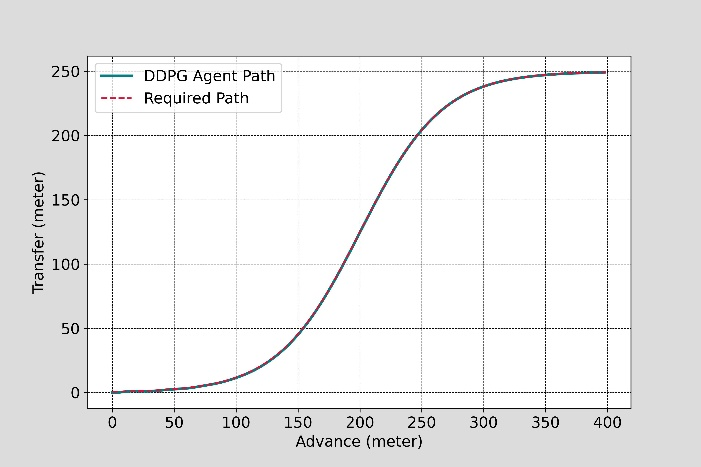 DDPG Agent Path
Required Path
250
200
150
100
50
0
Transfer (meter)
0 50 100 150 200 250 300 350 400
Advance (meter)